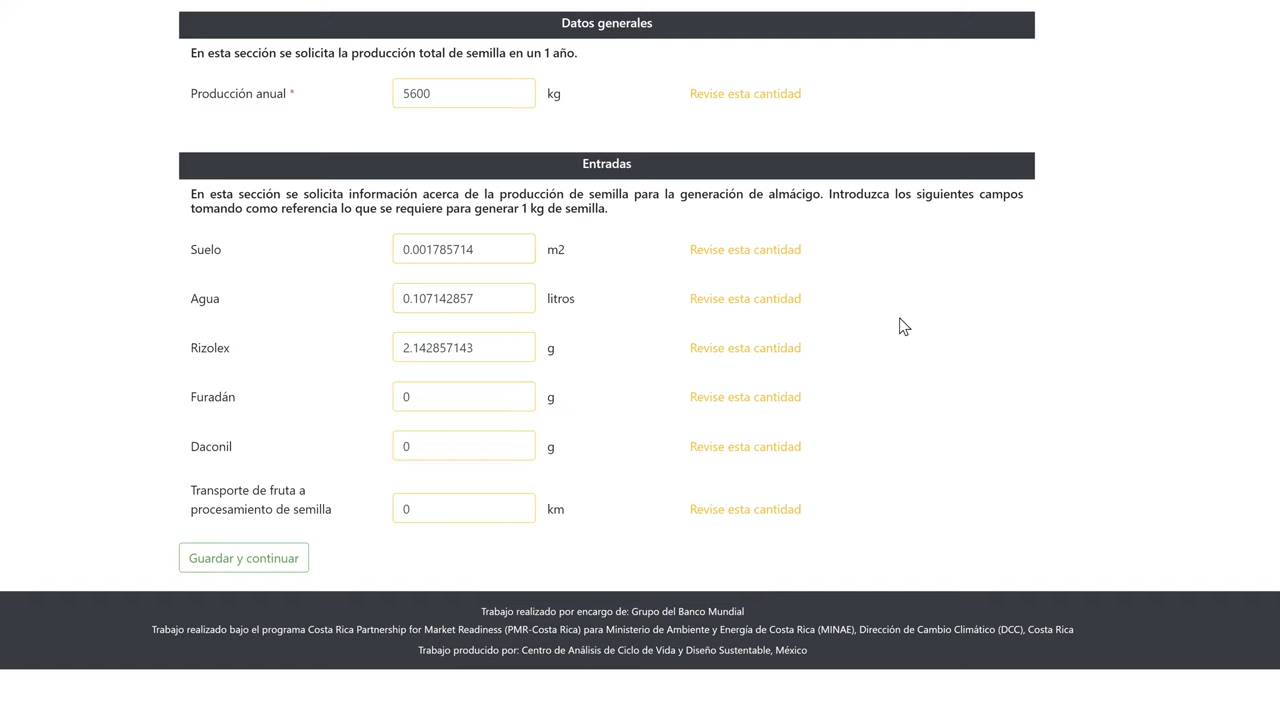 Datos generales
En esta sección se solicita la producción total de semilla en un 1 año.
Producción anual * 5600 kg Revise esta cantidad
Entradas
En esta sección se solicita información acerca de la producción de semilla para la generación de almácigo. Introduzca los siguientes campos
tomando como referencia lo que se requiere para generar 1 kg de semilla.
Suelo 0.001785714 m2 Revise esta cantidad
Agua 0.107142857 litros Revise esta cantidad
Rizolex 2.142857143 g Revise esta cantidad
Furadán 0 g Revise esta cantidad
Daconil 0 g Revise esta cantidad
Transporte de fruta a
procesamiento de semilla 0 km Revise esta cantidad
Guardar y continuar
Trabajo realizado por encargo de: Grupo del Banco Mundial
Trabajo realizado bajo el programa Costa Rica Partnership for Market Readiness (PMR-Costa Rica) para Ministerio de Ambiente y Energía de Costa Rica (MINAE), Dirección de Cambio Climático (DCC), Costa Rica
Trabajo producido por: Centro de Análisis de Ciclo de Vida y Diseño Sustentable, México